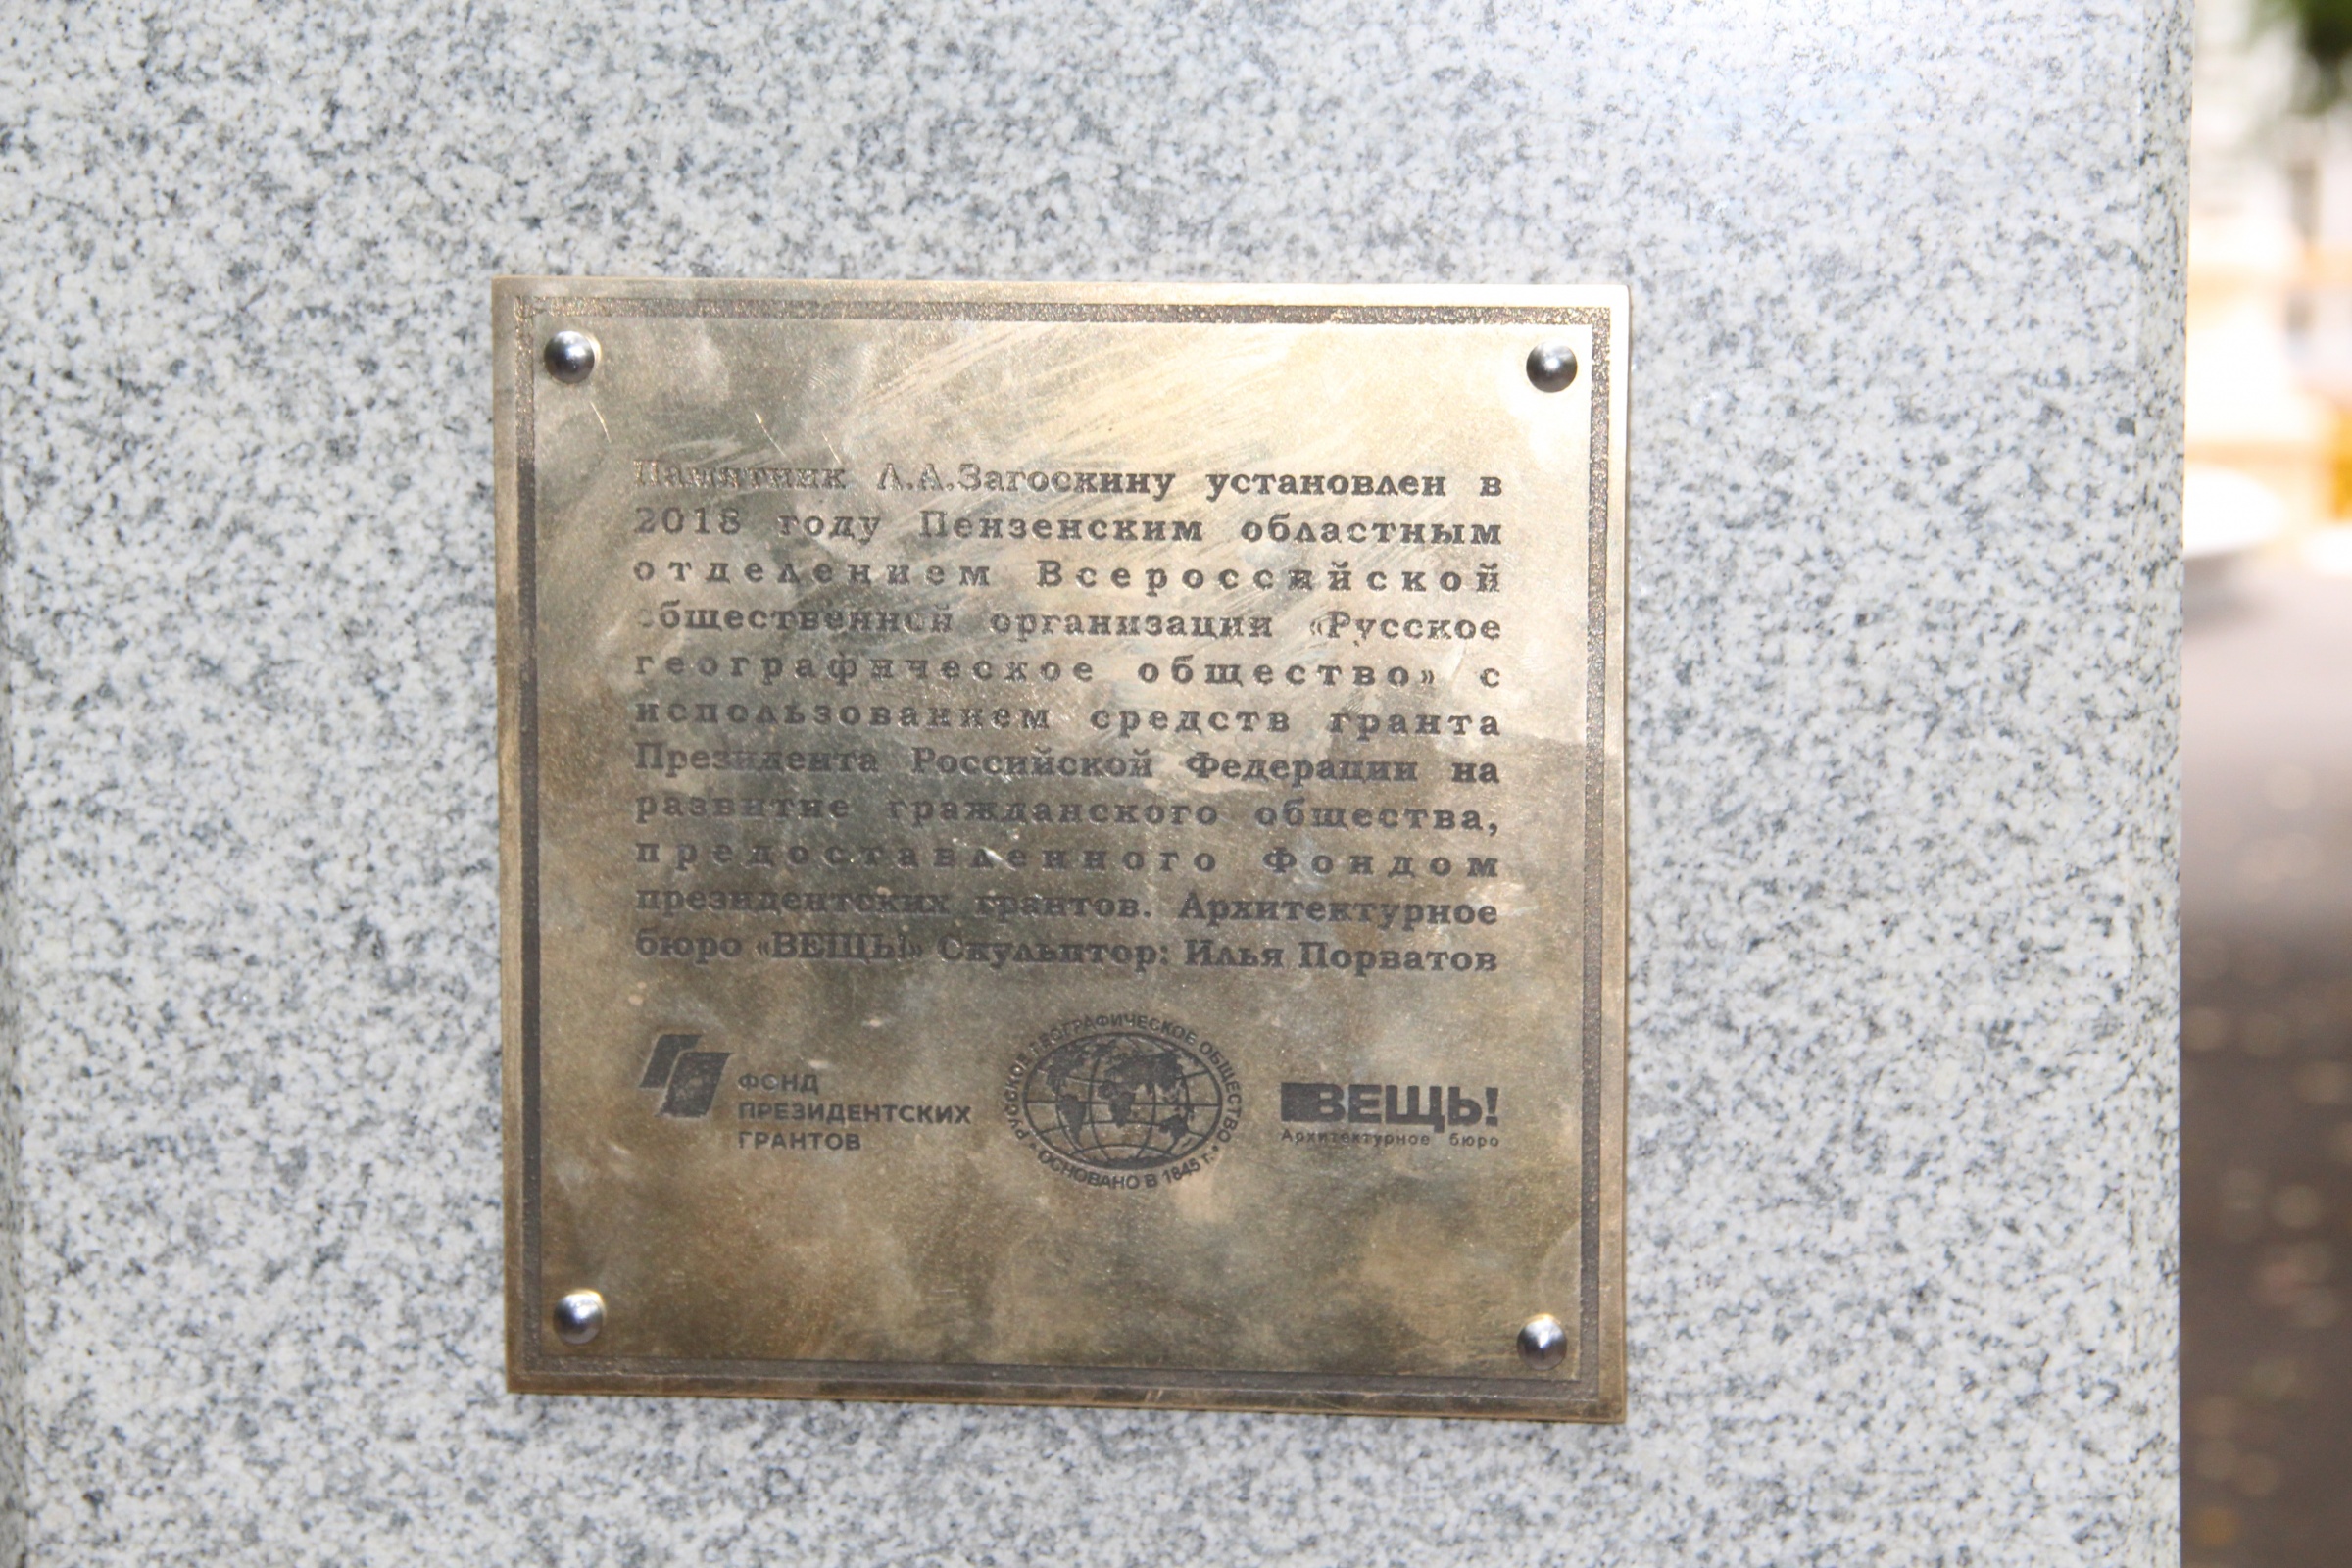 Памятник А.А.Загоскину установлен в
2018 году Пензенским областным
отделением Всероссийской
общественной организации «Русское
географическое общество» с
использованием средств гранта
Президента Российской Федерации на
развитие гражданского общества,
предоставленного Фондом
президентских грантов. Архитектурное
бюро «ВЕЩЬ!» Скульптор: Илья Порватов
ФОНД
ПРЕЗИДЕНТСКИХ
ГРАНТОВ
РУССКОЕ ГЕОГРАФИЧЕСКОЕ ОБЩЕСТВО
ОСНОВАНО В 1845 г.
ВЕЩЬ!
Архитектурное бюро